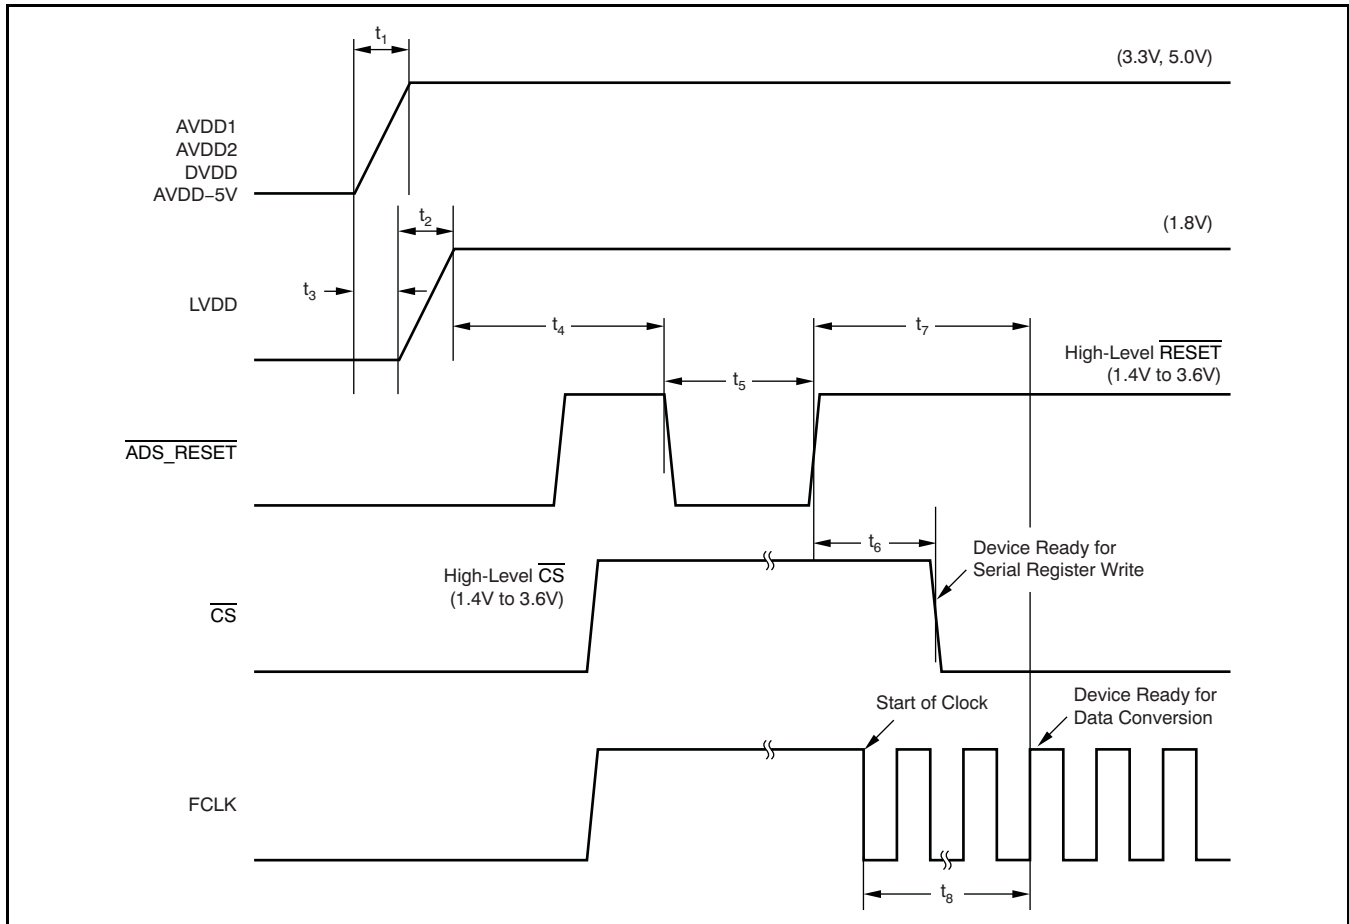 t1
(3.3V, 5.0V)
AVDD1
AVDD2
DVDD
AVDD–5V
t2
(1.8V)
t3
LVDD
t4
t7
High-Level RESET
(1.4V to 3.6V)
t5
ADS_RESET
t6
Device Ready for
Serial Register Write
High-Level CS
(1.4V to 3.6V)
CS
Start of Clock
Device Ready for
Data Conversion
FCLK
t8